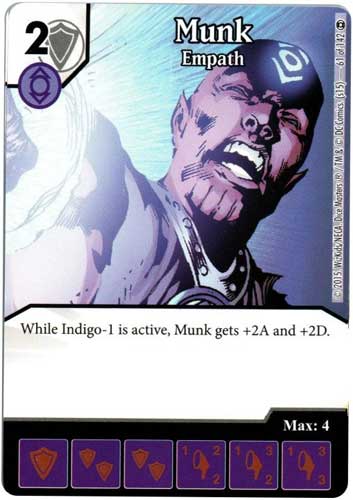 2
Munk
Empath
61 of 142
© 2015 WizKids/NECA. Dice Masters ® / TM & © DC Comics. (s15)
While Indigo-1 is active, Munk gets +2A and +2D.
Max: 4
1 2 2
1 2 3
1 3 3